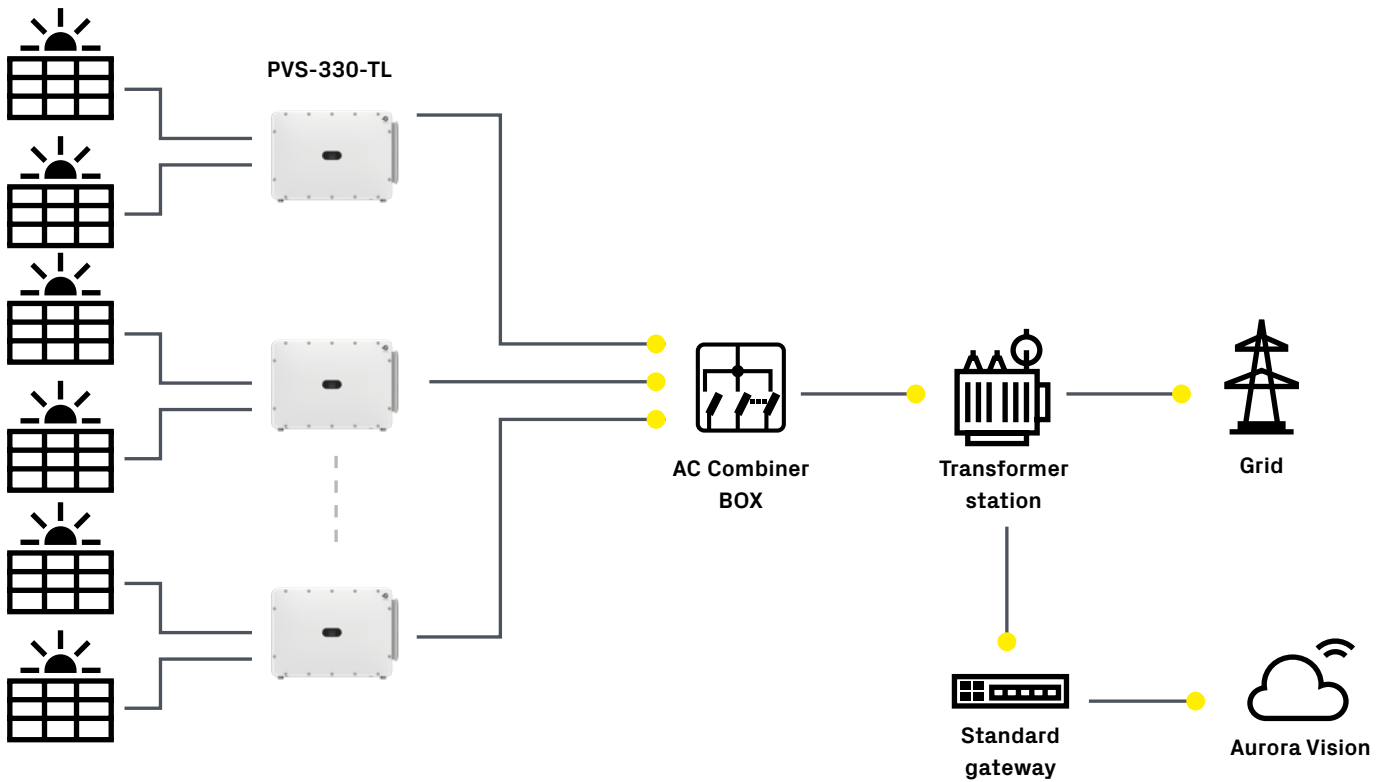 PVS-330-TL
AC Combiner
BOX
Transformer
station
Grid
Standard
gateway
Aurora Vision